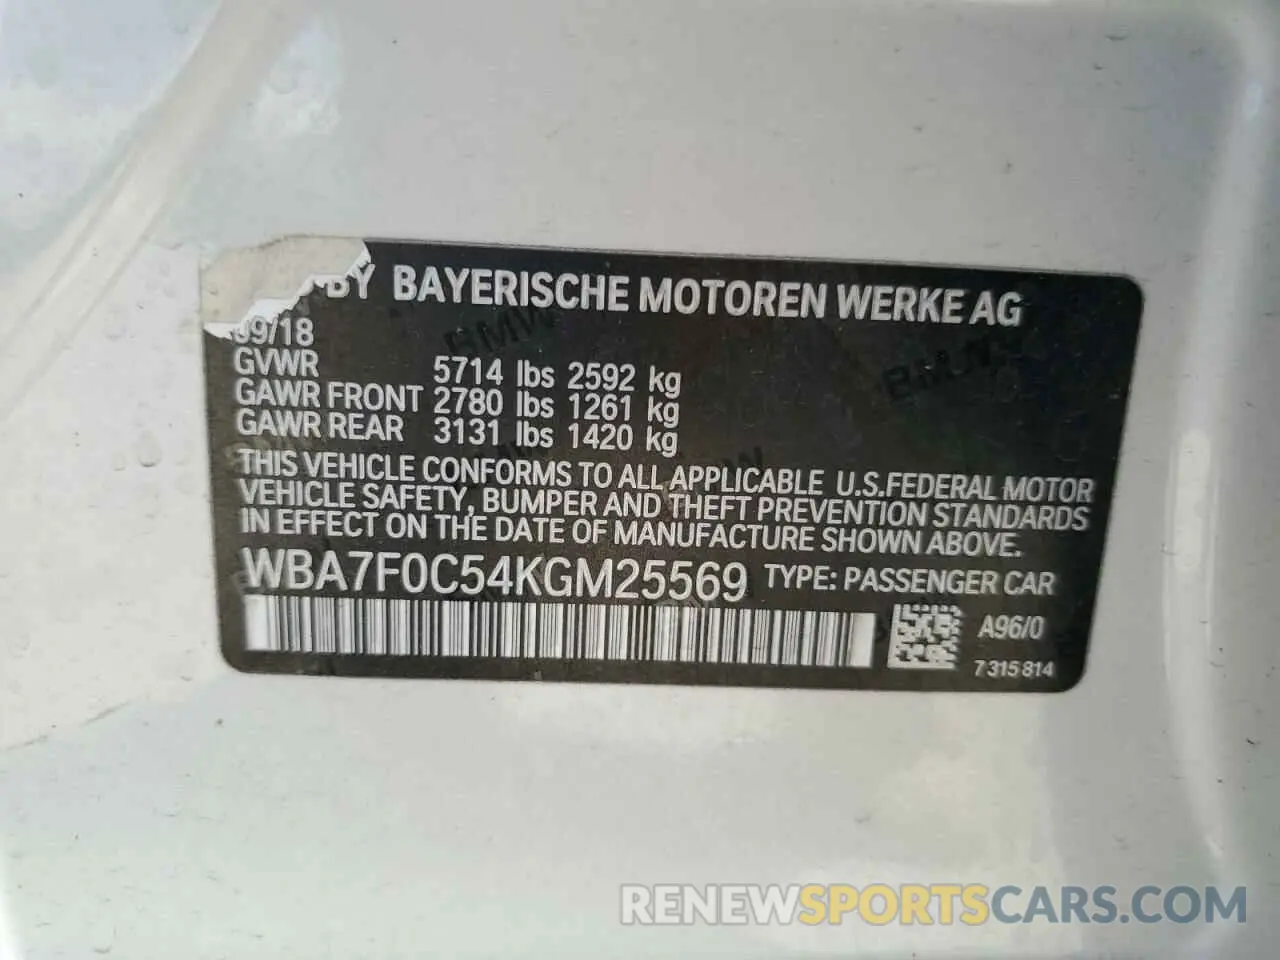 BY BAYERISCHE MOTOREN WERKE AG
09/18
GVWR 5714 lbs 2592 kg
GAWR FRONT 2780 lbs 1261 kg
GAWR REAR 3131 lbs 1420 kg
THIS VEHICLE CONFORMS TO ALL APPLICABLE U.S.FEDERAL MOTOR
VEHICLE SAFETY, BUMPER AND THEFT PREVENTION STANDARDS
IN EFFECT ON THE DATE OF MANUFACTURE SHOWN ABOVE.
WBA7F0C54KGM25569 TYPE: PASSENGER CAR
A96/0
7 315 814
RENEWSPORTSCARS.COM